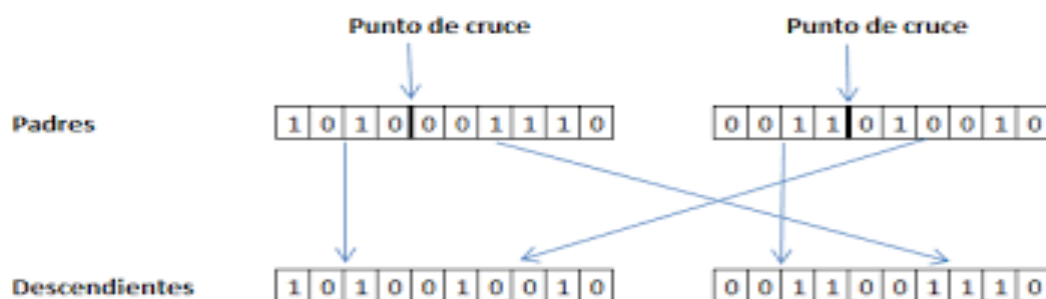 Punto de cruce Punto de cruce
Padres 1 0 1 0 0 0 1 1 1 0 0 0 1 1 0 1 0 0 1 0
Descendientes 1 0 1 0 0 1 0 0 1 0 0 0 1 1 0 0 1 1 1 0